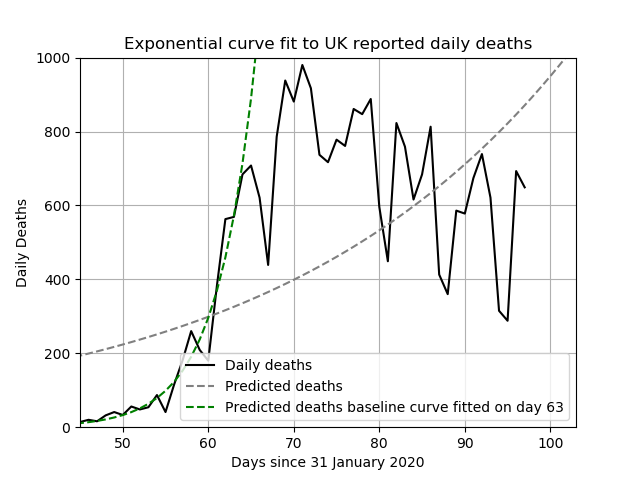 Exponential curve fit to UK reported daily deaths
1000
800
600
400
200
0
Daily Deaths
Daily deaths
Predicted deaths
Predicted deaths baseline curve fitted on day 63
50 60 70 80 90 100
Days since 31 January 2020